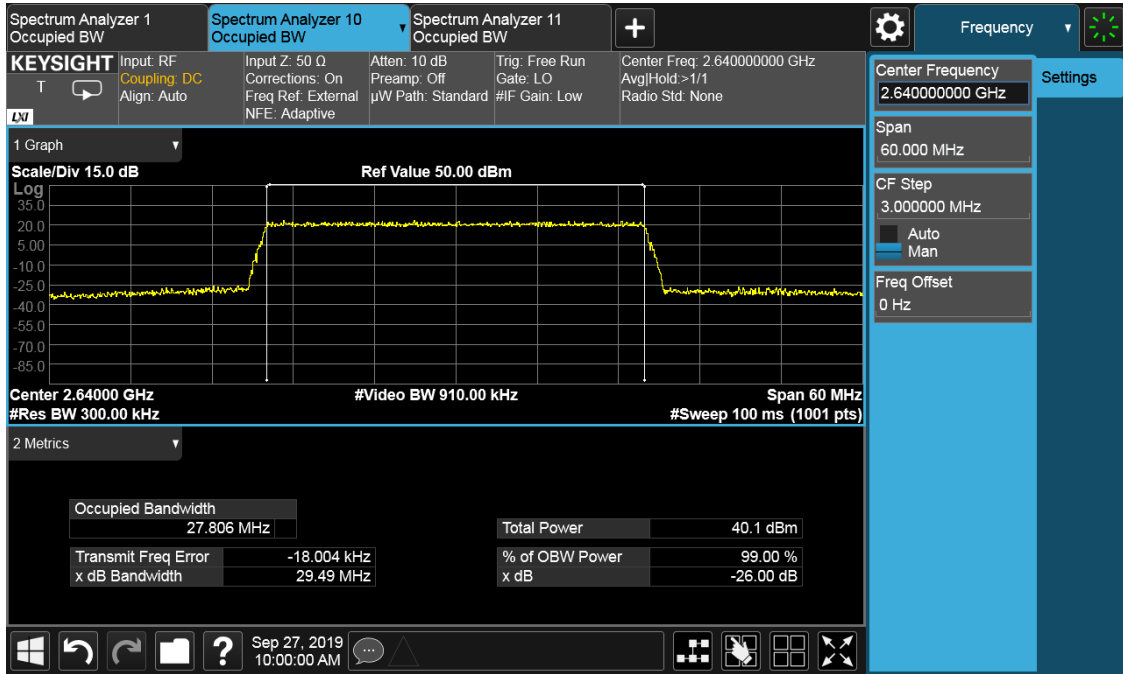 Spectrum Analyzer 1
Occupied BW
Spectrum Analyzer 10
Occupied BW
Spectrum Analyzer 11
Occupied BW
Frequency
KEYSIGHT
T
LXI
Input: RF
Coupling: DC
Align: Auto
Input Z: 50 Ω
Corrections: On
Freq Ref: External
NFE: Adaptive
Atten: 10 dB
Preamp: Off
µW Path: Standard
Trig: Free Run
Gate: LO
#IF Gain: Low
Center Freq: 2.640000000 GHz
Avg|Hold:>1/1
Radio Std: None
Center Frequency
2.640000000 GHz
Settings
Span
60.000 MHz
CF Step
3.000000 MHz
Auto
Man
Freq Offset
0 Hz
1 Graph
Scale/Div 15.0 dB
Ref Value 50.00 dBm
Log
35.0
20.0
5.00
-10.0
-25.0
-40.0
-55.0
-70.0
-85.0
Center 2.64000 GHz
#Video BW 910.00 kHz
Span 60 MHz
#Res BW 300.00 kHz
#Sweep 100 ms (1001 pts)
2 Metrics
Occupied Bandwidth
27.806 MHz
Total Power 40.1 dBm
Transmit Freq Error -18.004 kHz
% of OBW Power 99.00 %
x dB Bandwidth 29.49 MHz
x dB -26.00 dB
?
Sep 27, 2019
10:00:00 AM